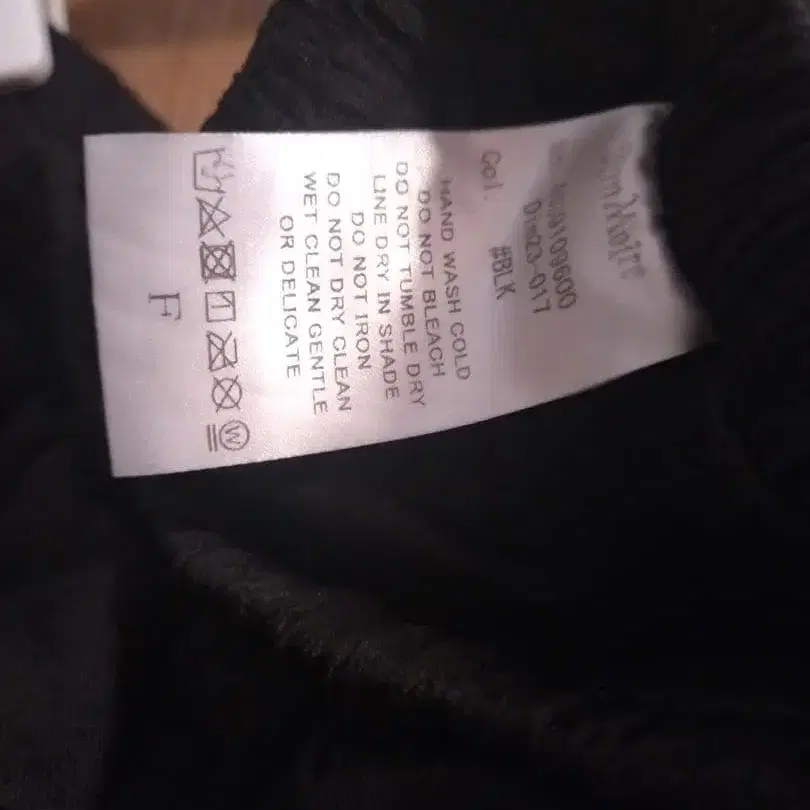 Col. #BLK
HAND WASH COLD
DO NOT BLEACH
DO NOT TUMBLE DRY
LINE DRY IN SHADE
DO NOT IRON
DO NOT DRY CLEAN
WET CLEAN GENTLE
OR DELICATE
W
F